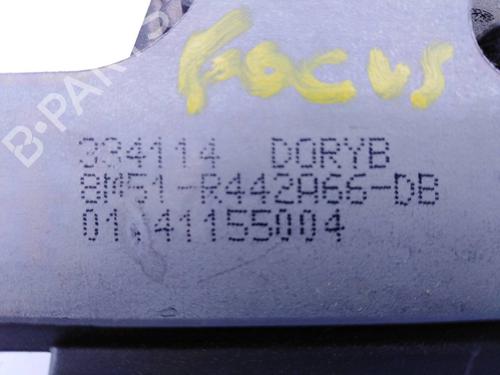 B-PARTS
FOCUS
334114 DORYB
8M51-R442A66-DB
01.41155004